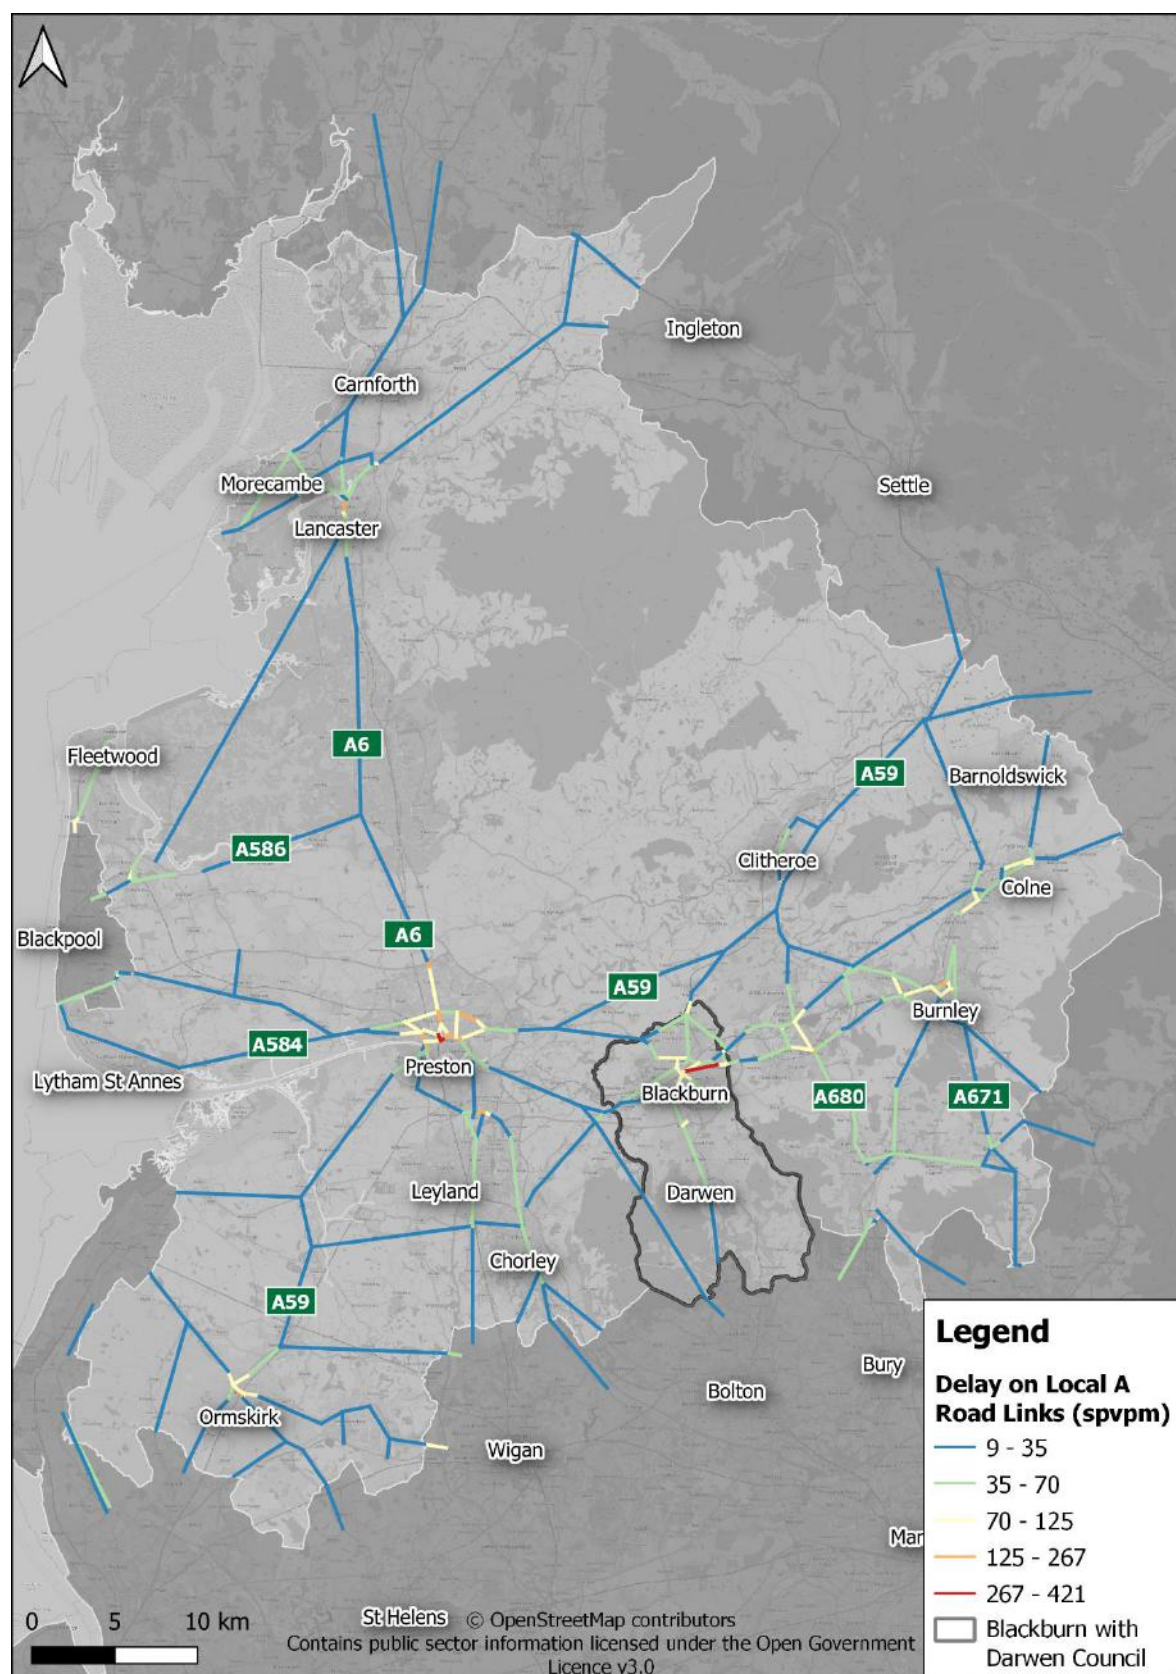 Ingleton
Carnforth
Morecambe
Settle
Lancaster
A6
Fleetwood
A59
Barnoldswick
A586
Clitheroe
Colne
Blackpool
A6
A59
Burnley
A584
Preston
Lytham St Annes
Blackburn
A680
A671
Leyland
Darwen
Chorley
A59
Bury
Bolton
Ormskirk
Wigan
Mar
St Helens
Legend
Delay on Local A
Road Links (spvpm)
9 - 35
35 - 70
70 - 125
125 - 267
267 - 421
Blackburn with
Darwen Council
0 5 10 km
© OpenStreetMap contributors
Contains public sector information licensed under the Open Government
Licence v3.0